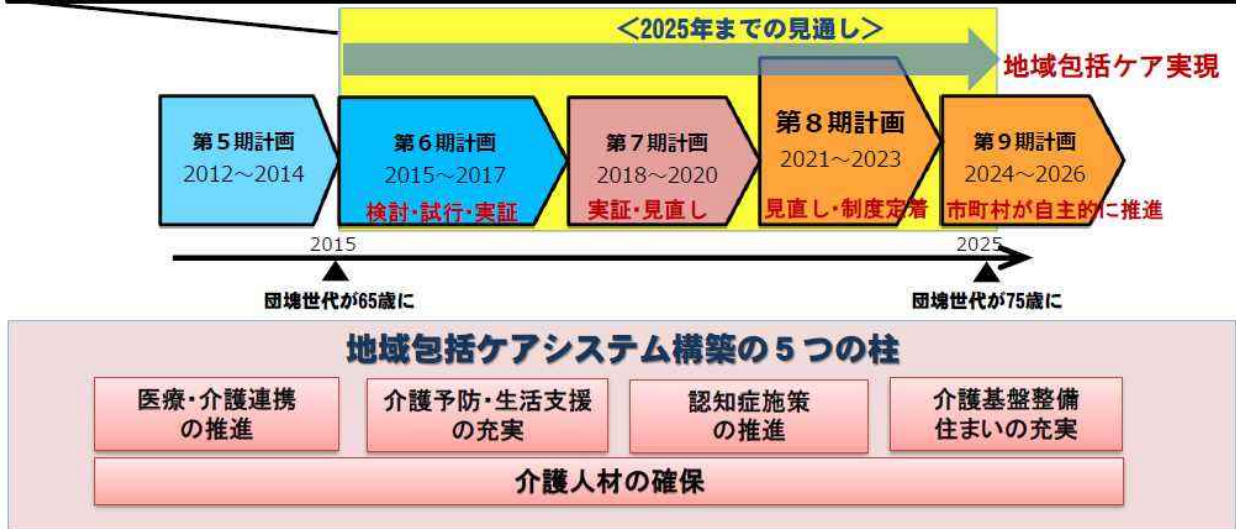 ＜2025年までの見通し＞
地域包括ケア実現
第５期計画
2012～2014
第６期計画
2015～2017
検討・試行・実証
第７期計画
2018～2020
実証・見直し
第８期計画
2021～2023
見直し・制度定着
第９期計画
2024～2026
市町村が自主的に推進
2015
2025
団塊世代が65歳に
団塊世代が75歳に
地域包括ケアシステム構築の５つの柱
医療・介護連携
の推進
介護予防・生活支援
の充実
認知症施策
の推進
介護基盤整備
住まいの充実
介護人材の確保